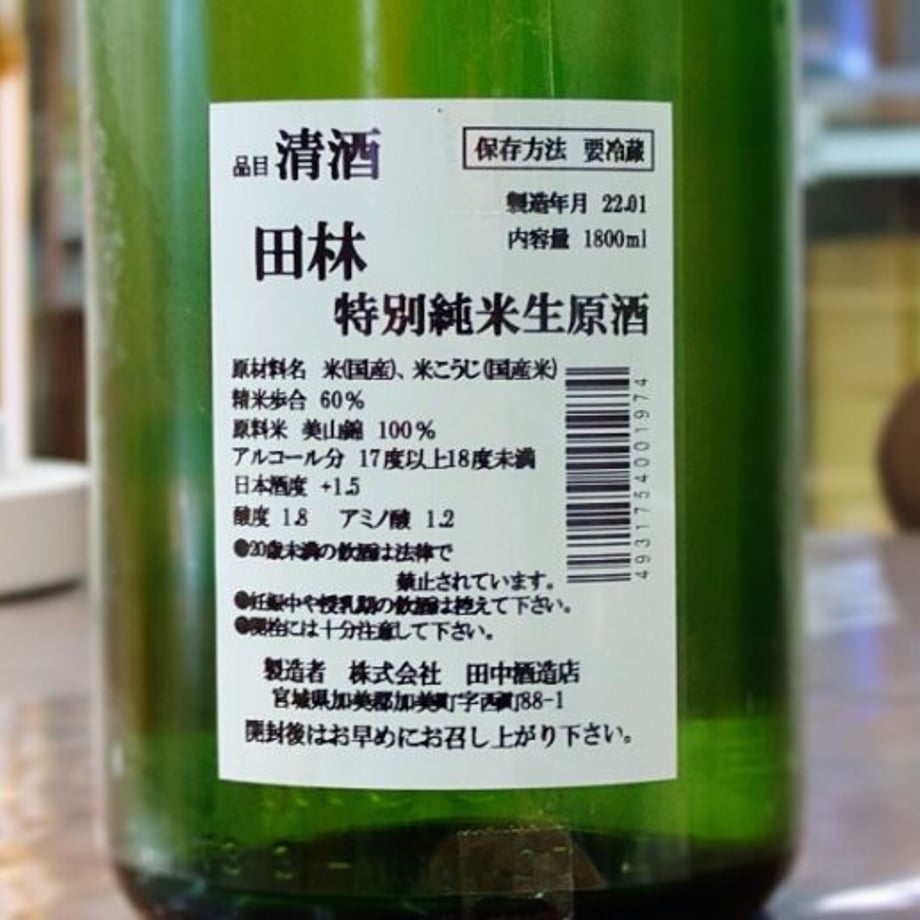 品目 清酒
保存方法 要冷蔵
製造年月 22.01
内容量 1800ml
田林
特別純米生原酒
原材料名 米(国産)、米こうじ(国産米)
精米歩合 60%
原料米 美山錦 100%
アルコール分 17度以上18度未満
日本酒度 +1.5
酸度 1.8 アミノ酸 1.2
4931754001974
●20歳未満の飲酒は法律で
禁止されています。
●妊娠中や授乳期の飲酒は控えて下さい。
●開栓には十分注意して下さい。
製造者 株式会社 田中酒造店
宮城県加美郡加美町字西町88-1
開封後はお早めにお召し上がり下さい。